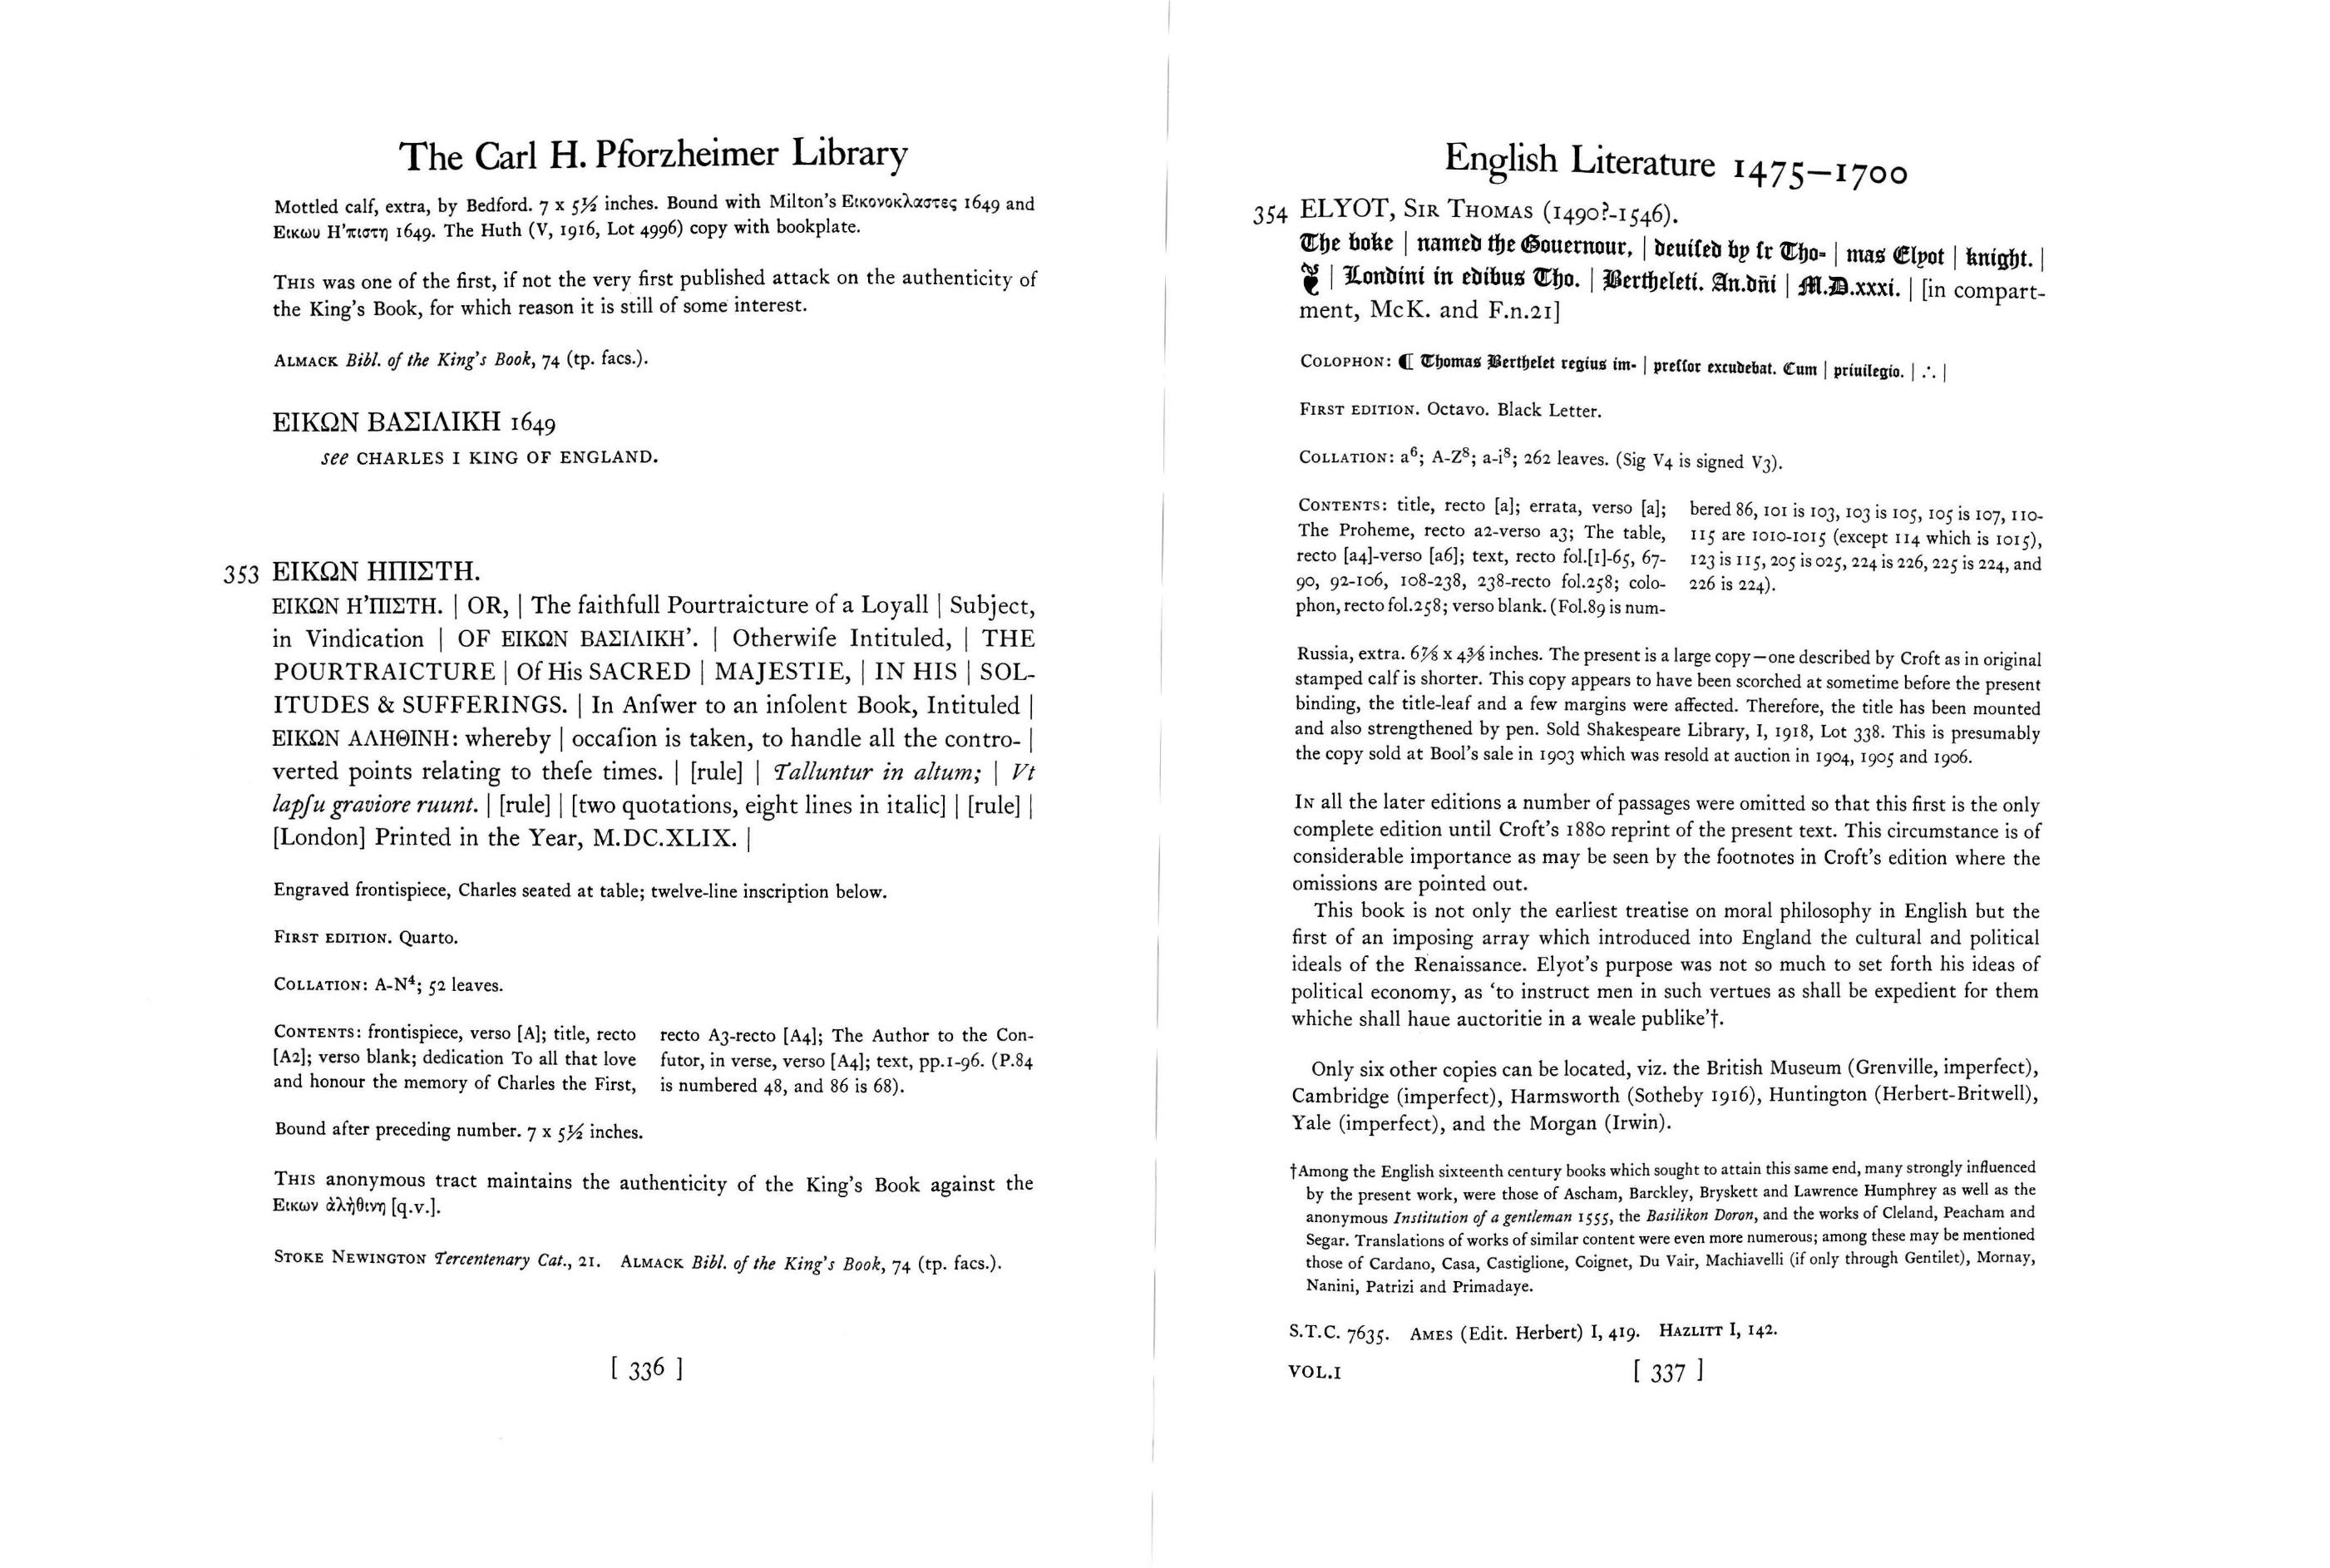 The Carl H. Pforzheimer Library
Mottled calf, extra, by Bedford. 7 x 5½ inches. Bound with Milton's Εικονοκλαστες 1649 and
Εικωυ Η'πιστη 1649. The Huth (V, 1916, Lot 4996) copy with bookplate.
THIS was one of the first, if not the very first published attack on the authenticity of
the King's Book, for which reason it is still of some interest.
ALMACK Bibl. of the King's Book, 74 (tp. facs.).
ΕΙΚΩΝ ΒΑΣΙΛΙΚΗ 1649
see CHARLES I KING OF ENGLAND.
353 ΕΙΚΩΝ ΗΠΙΣΤΗ.
ΕΙΚΩΝ Η'ΠΙΣΤΗ. | OR, | The faithfull Pourtraicture of a Loyall | Subject,
in Vindication | OF ΕΙΚΩΝ ΒΑΣΙΛΙΚΗ'. | Otherwiſe Intituled, | THE
POURTRAICTURE | Of His SACRED | MAJESTIE, | IN HIS | SOL-
ITUDES & SUFFERINGS. | In Anſwer to an inſolent Book, Intituled |
ΕΙΚΩΝ ΑΛΗΘΙΝΗ: whereby | occaſion is taken, to handle all the contro- |
verted points relating to theſe times. | [rule] | Talluntur in altum; | Vt
lapſu graviore ruunt. | [rule] | [two quotations, eight lines in italic] | [rule] |
[London] Printed in the Year, M.DC.XLIX. |
Engraved frontispiece, Charles seated at table; twelve-line inscription below.
FIRST EDITION. Quarto.
COLLATION: A-N⁴; 52 leaves.
CONTENTS: frontispiece, verso [A]; title, recto
[A2]; verso blank; dedication To all that love
and honour the memory of Charles the First,
recto A3-recto [A4]; The Author to the Con-
futor, in verse, verso [A4]; text, pp.1-96. (P.84
is numbered 48, and 86 is 68).
Bound after preceding number. 7 x 5½ inches.
THIS anonymous tract maintains the authenticity of the King's Book against the
Εικων ἀλὴθινη [q.v.].
STOKE NEWINGTON Tercentenary Cat., 21. ALMACK Bibl. of the King's Book, 74 (tp. facs.).
[ 336 ]
English Literature 1475–1700
354 ELYOT, SIR THOMAS (1490?-1546).
The boke | named the Gouernour, | deuiſed by ſr Tho- | mas Elyot | knight. |
❦ | Londini in edibus Tho. | Bertheleti. An.dñi | M.D.xxxi. | [in compart-
ment, McK. and F.n.21]
COLOPHON: ¶ Thomas Berthelet regius im- | preſſor excudebat. Cum | priuilegio. | ∴ |
FIRST EDITION. Octavo. Black Letter.
COLLATION: a⁶; A-Z⁸; a-i⁸; 262 leaves. (Sig V4 is signed V3).
CONTENTS: title, recto [a]; errata, verso [a];
The Proheme, recto a2-verso a3; The table,
recto [a4]-verso [a6]; text, recto fol.[1]-65, 67-
90, 92-106, 108-238, 238-recto fol.258; colo-
phon, recto fol.258; verso blank. (Fol.89 is num-
bered 86, 101 is 103, 103 is 105, 105 is 107, 110-
115 are 1010-1015 (except 114 which is 1015),
123 is 115, 205 is 025, 224 is 226, 225 is 224, and
226 is 224).
Russia, extra. 6⅞ x 4⅜ inches. The present is a large copy—one described by Croft as in original
stamped calf is shorter. This copy appears to have been scorched at sometime before the present
binding, the title-leaf and a few margins were affected. Therefore, the title has been mounted
and also strengthened by pen. Sold Shakespeare Library, I, 1918, Lot 338. This is presumably
the copy sold at Bool's sale in 1903 which was resold at auction in 1904, 1905 and 1906.
IN all the later editions a number of passages were omitted so that this first is the only
complete edition until Croft's 1880 reprint of the present text. This circumstance is of
considerable importance as may be seen by the footnotes in Croft's edition where the
omissions are pointed out.
This book is not only the earliest treatise on moral philosophy in English but the
first of an imposing array which introduced into England the cultural and political
ideals of the Renaissance. Elyot's purpose was not so much to set forth his ideas of
political economy, as 'to instruct men in such vertues as shall be expedient for them
whiche shall haue auctoritie in a weale publike'†.
Only six other copies can be located, viz. the British Museum (Grenville, imperfect),
Cambridge (imperfect), Harmsworth (Sotheby 1916), Huntington (Herbert-Britwell),
Yale (imperfect), and the Morgan (Irwin).
†Among the English sixteenth century books which sought to attain this same end, many strongly influenced
by the present work, were those of Ascham, Barckley, Bryskett and Lawrence Humphrey as well as the
anonymous Institution of a gentleman 1555, the Basilikon Doron, and the works of Cleland, Peacham and
Segar. Translations of works of similar content were even more numerous; among these may be mentioned
those of Cardano, Casa, Castiglione, Coignet, Du Vair, Machiavelli (if only through Gentilet), Mornay,
Nanini, Patrizi and Primadaye.
S.T.C. 7635. AMES (Edit. Herbert) I, 419. HAZLITT I, 142.
VOL.I
[ 337 ]